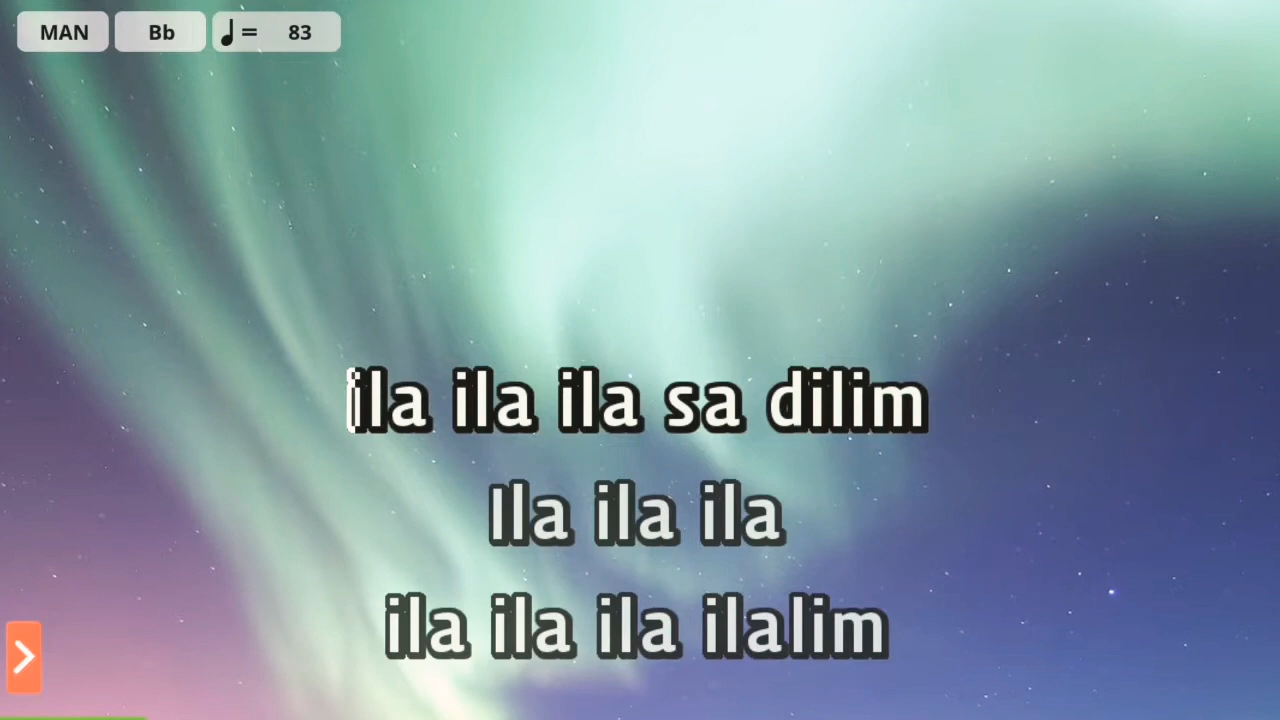 MAN Bb ♩ = 83
ila ila ila sa dilim
Ila ila ila
ila ila ila ilalim